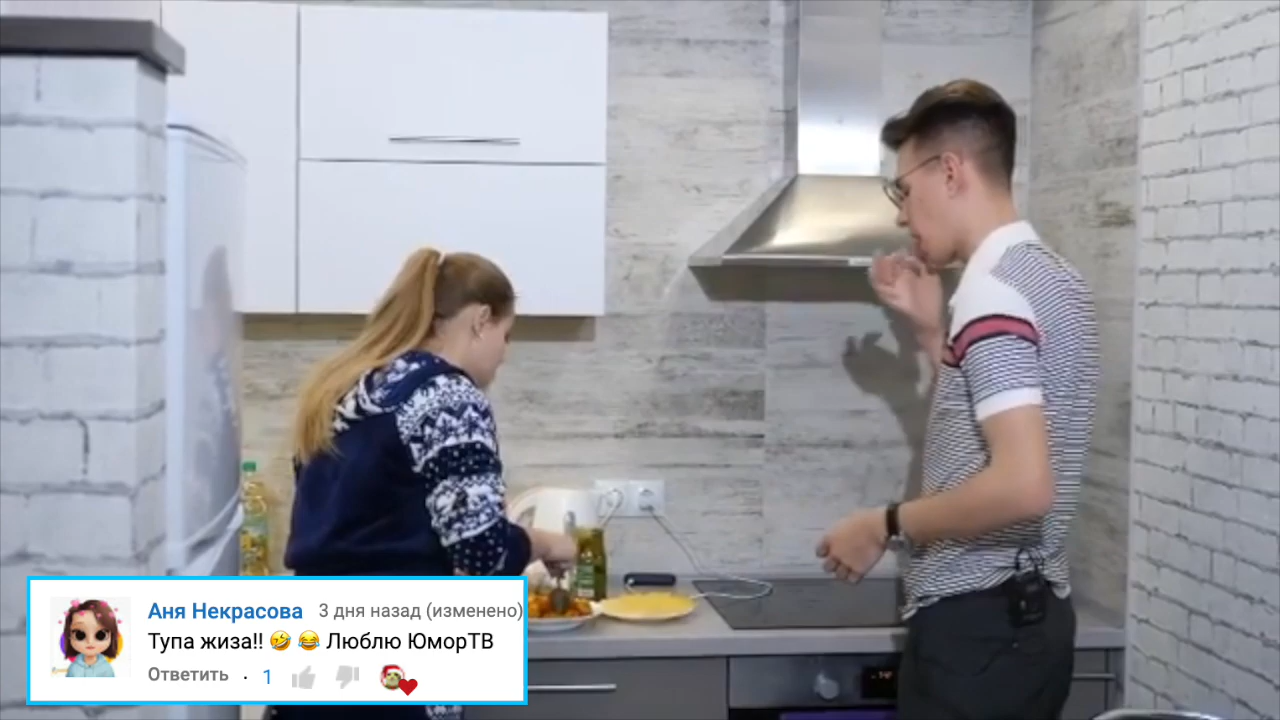 Аня Некрасова 3 дня назад (изменено)
Тупа жиза!! 🤣 😂 Люблю ЮморТВ
Ответить · 1